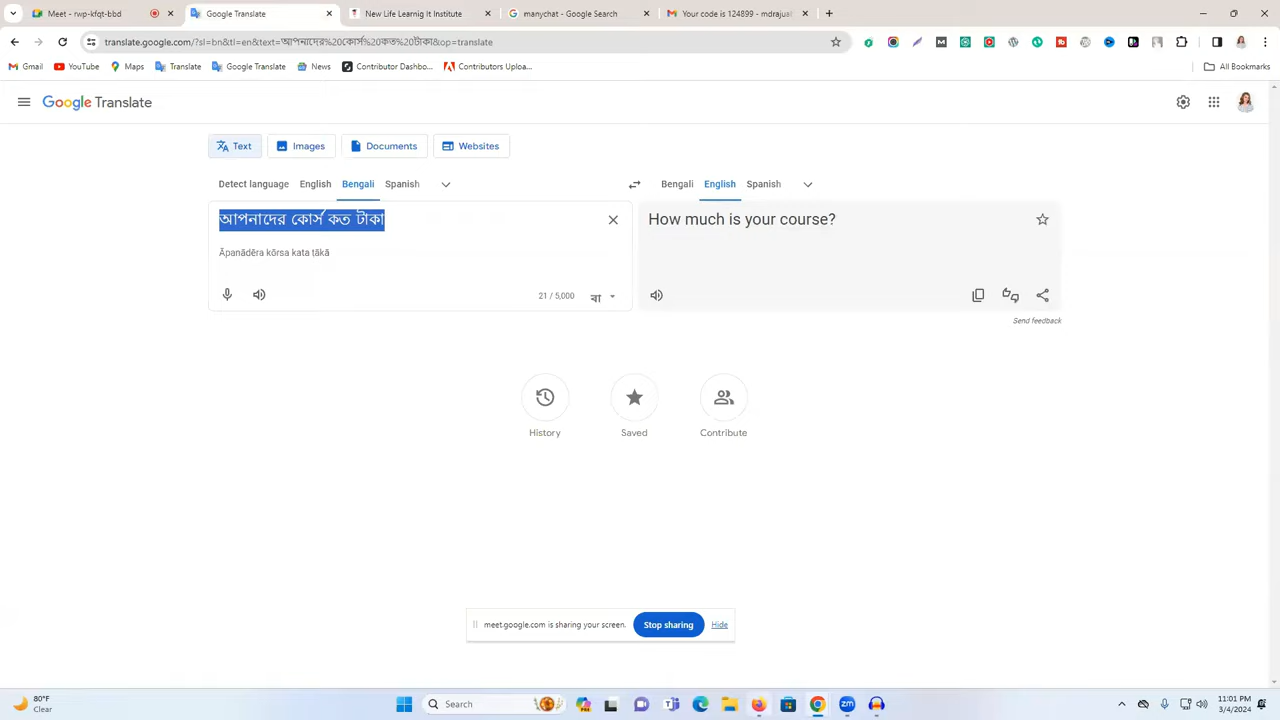 Meet - rwp-kfqt-bbd
Google Translate
New Life Learnig It Institute
manychat - Google Search
Your code is 124899 - mdrajuk
translate.google.com/?sl=bn&tl=en&text=আপনাদের%20কোর্স%20কত%20টাকা&op=translate
Gmail YouTube Maps Translate Google Translate News Contributor Dashbo... Contributors Uploa... All Bookmarks
Google Translate
Text Images Documents Websites
Detect language English Bengali Spanish Bengali English Spanish
আপনাদের কোর্স কত টাকা
How much is your course?
Āpanādēra kōrsa kata ṭākā
21 / 5,000
Send feedback
History Saved Contribute
meet.google.com is sharing your screen. Stop sharing Hide
80°F
Clear
Search
11:01 PM
3/4/2024